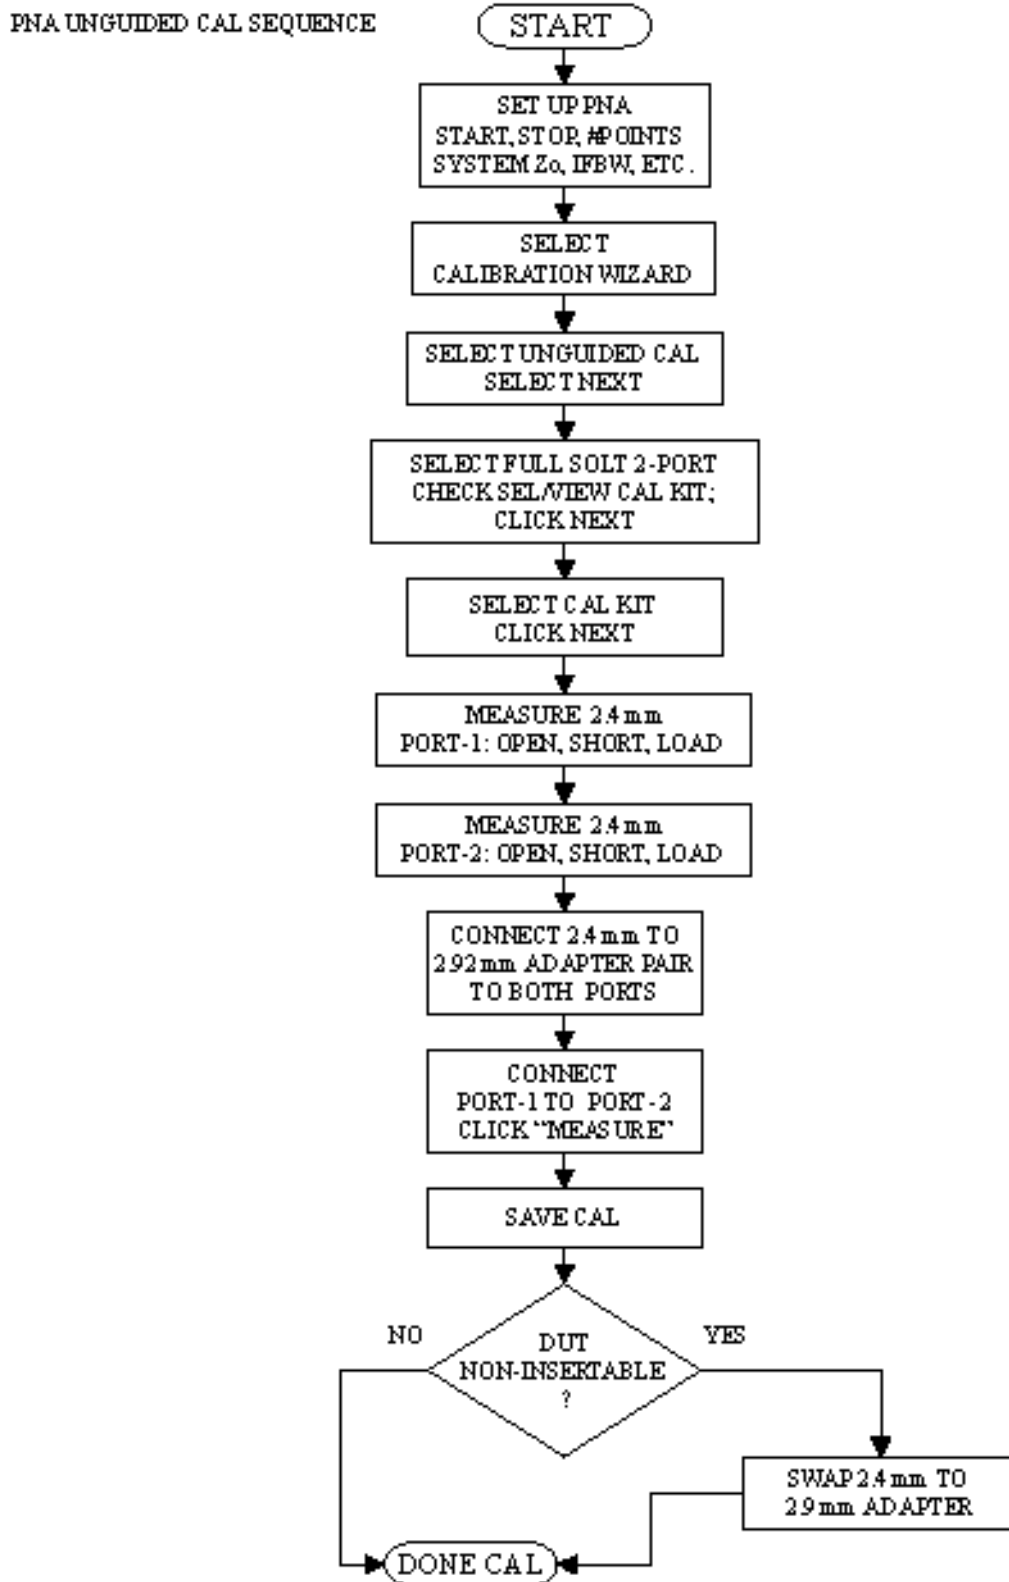 PNA UNGUIDED CAL SEQUENCE
START
SET UP PNA
START, STOP, #POINTS
SYSTEM Zo, IFBW, ETC.
SELECT
CALIBRATION WIZARD
SELECT UNGUIDED CAL
SELECT NEXT
SELECT FULL SOLT 2-PORT
CHECK SEL/VIEW CAL KIT;
CLICK NEXT
SELECT CAL KIT
CLICK NEXT
MEASURE 2.4 mm
PORT-1: OPEN, SHORT, LOAD
MEASURE 2.4 mm
PORT-2: OPEN, SHORT, LOAD
CONNECT 2.4 mm TO
2.92 mm ADAPTER PAIR
TO BOTH PORTS
CONNECT
PORT-1 TO PORT-2
CLICK "MEASURE"
SAVE CAL
NO
YES
DUT
NON-INSERTABLE
?
SWAP 2.4 mm TO
2.9 mm ADAPTER
DONE CAL